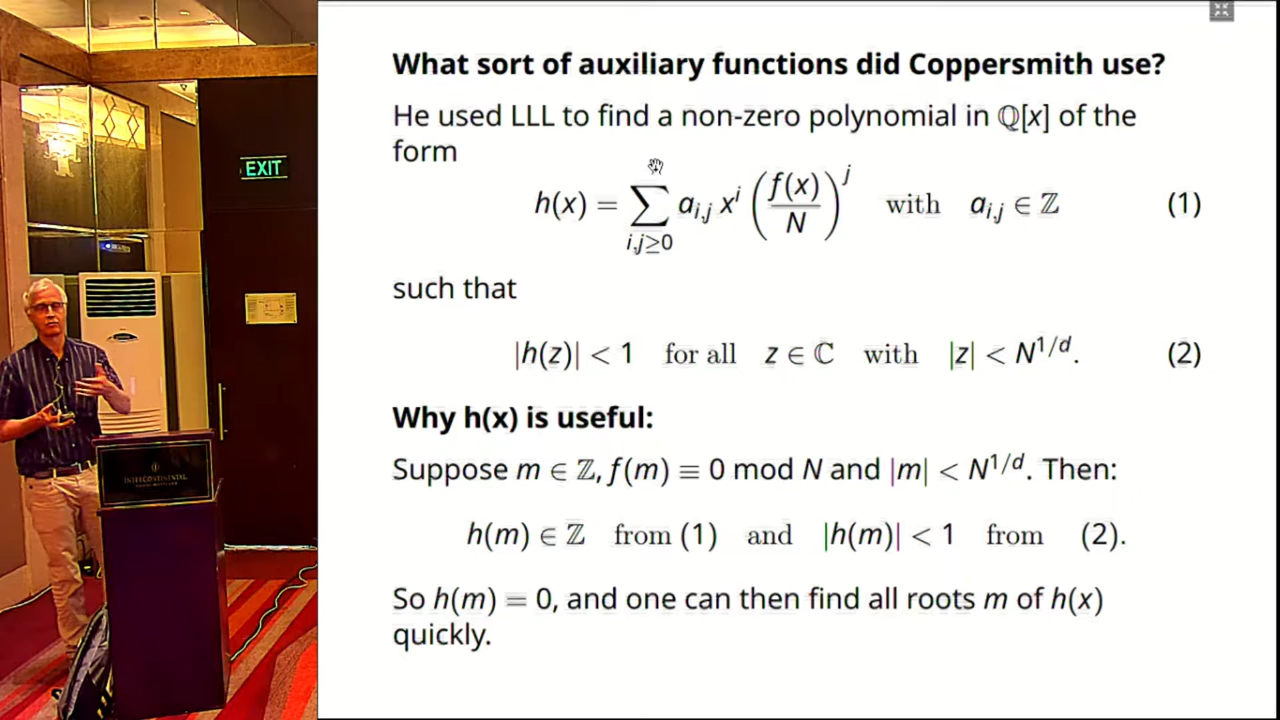 What sort of auxiliary functions did Coppersmith use?
He used LLL to find a non-zero polynomial in ℚ[x] of the
form
h(x) = ∑_{i,j≥0} a_{i,j} x^i (f(x)/N)^j with a_{i,j} ∈ ℤ (1)
such that
|h(z)| < 1 for all z ∈ ℂ with |z| < N^{1/d}. (2)
Why h(x) is useful:
Suppose m ∈ ℤ, f(m) ≡ 0 mod N and |m| < N^{1/d}. Then:
h(m) ∈ ℤ from (1) and |h(m)| < 1 from (2).
So h(m) = 0, and one can then find all roots m of h(x)
quickly.
EXIT
INTERCONTINENTAL